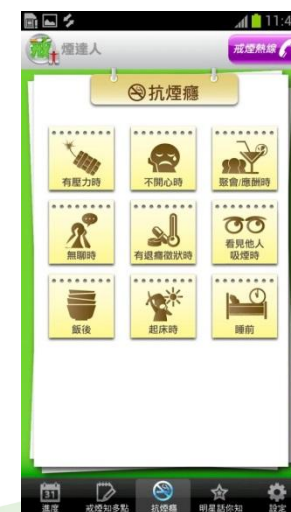 11:4
煙達人
戒煙熱線
抗煙癮
有壓力時
不開心時
聚會/應酬時
無聊時
有退癮徵狀時
看見他人
吸煙時
飯後
起床時
睡前
31
進度
戒煙知多點
抗煙癮
明星話你知
設定